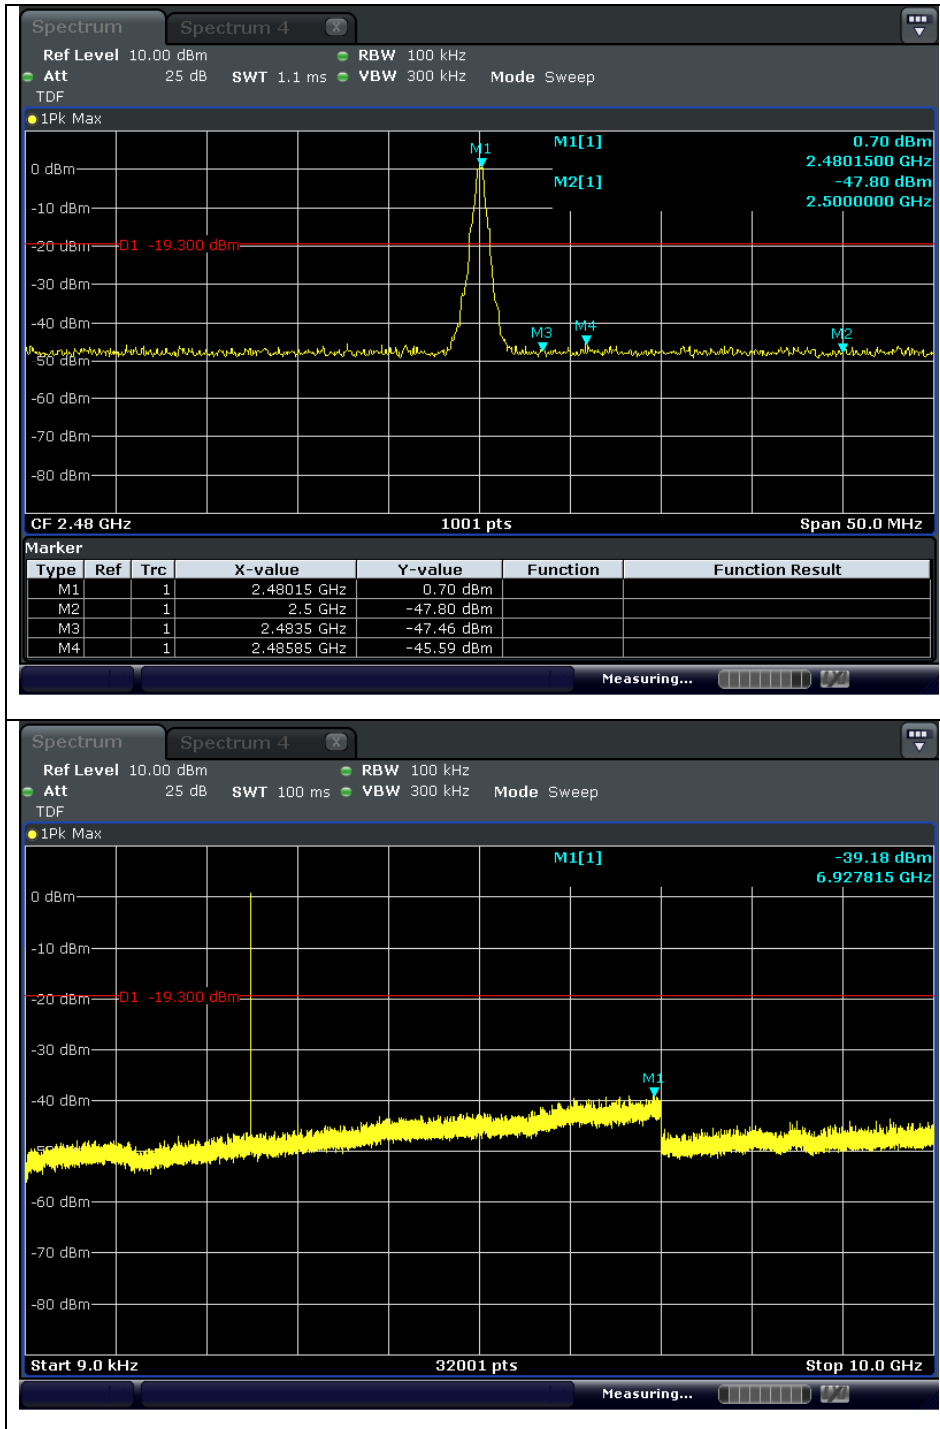 Spectrum Spectrum 4 X
Ref Level 10.00 dBm RBW 100 kHz
Att 25 dB SWT 1.1 ms VBW 300 kHz Mode Sweep
TDF
1Pk Max
M1[1] 0.70 dBm
2.4801500 GHz
M2[1] -47.80 dBm
2.5000000 GHz
M1
0 dBm
-10 dBm
-20 dBm D1 -19.300 dBm
-30 dBm
-40 dBm
M3 M4 M2
-50 dBm
-60 dBm
-70 dBm
-80 dBm
CF 2.48 GHz 1001 pts Span 50.0 MHz
Marker
Type Ref Trc X-value Y-value Function Function Result
M1 1 2.48015 GHz 0.70 dBm
M2 1 2.5 GHz -47.80 dBm
M3 1 2.4835 GHz -47.46 dBm
M4 1 2.48585 GHz -45.59 dBm
Measuring...
Spectrum Spectrum 4 X
Ref Level 10.00 dBm RBW 100 kHz
Att 25 dB SWT 100 ms VBW 300 kHz Mode Sweep
TDF
1Pk Max
M1[1] -39.18 dBm
6.927815 GHz
0 dBm
-10 dBm
-20 dBm D1 -19.300 dBm
-30 dBm
M1
-40 dBm
-60 dBm
-70 dBm
-80 dBm
Start 9.0 kHz 32001 pts Stop 10.0 GHz
Measuring...